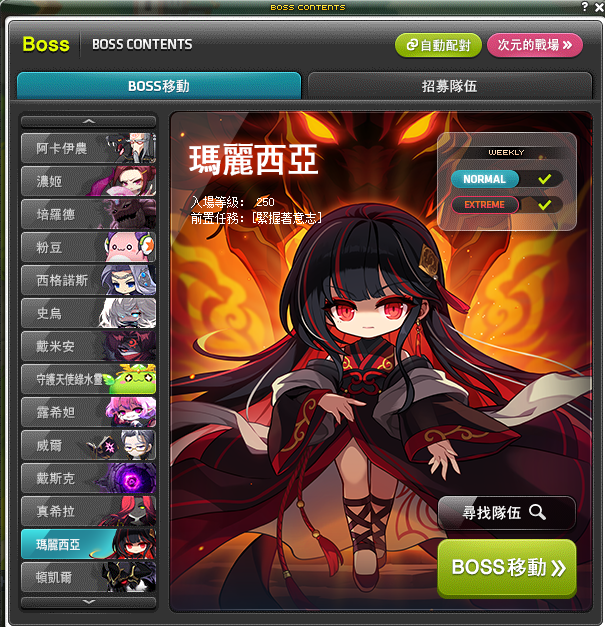 BOSS CONTENTS
?
Boss
BOSS CONTENTS
自動配對
次元的戰場
BOSS移動
招募隊伍
阿卡伊農
濃姬
培羅德
粉豆
西格諾斯
史烏
戴米安
守護天使綠水靈
露希妲
威爾
戴斯克
真希拉
瑪麗西亞
頓凱爾
瑪麗西亞
入場等級: 250
前置任務:[緊握著意志]
WEEKLY
NORMAL
EXTREME
尋找隊伍
BOSS移動